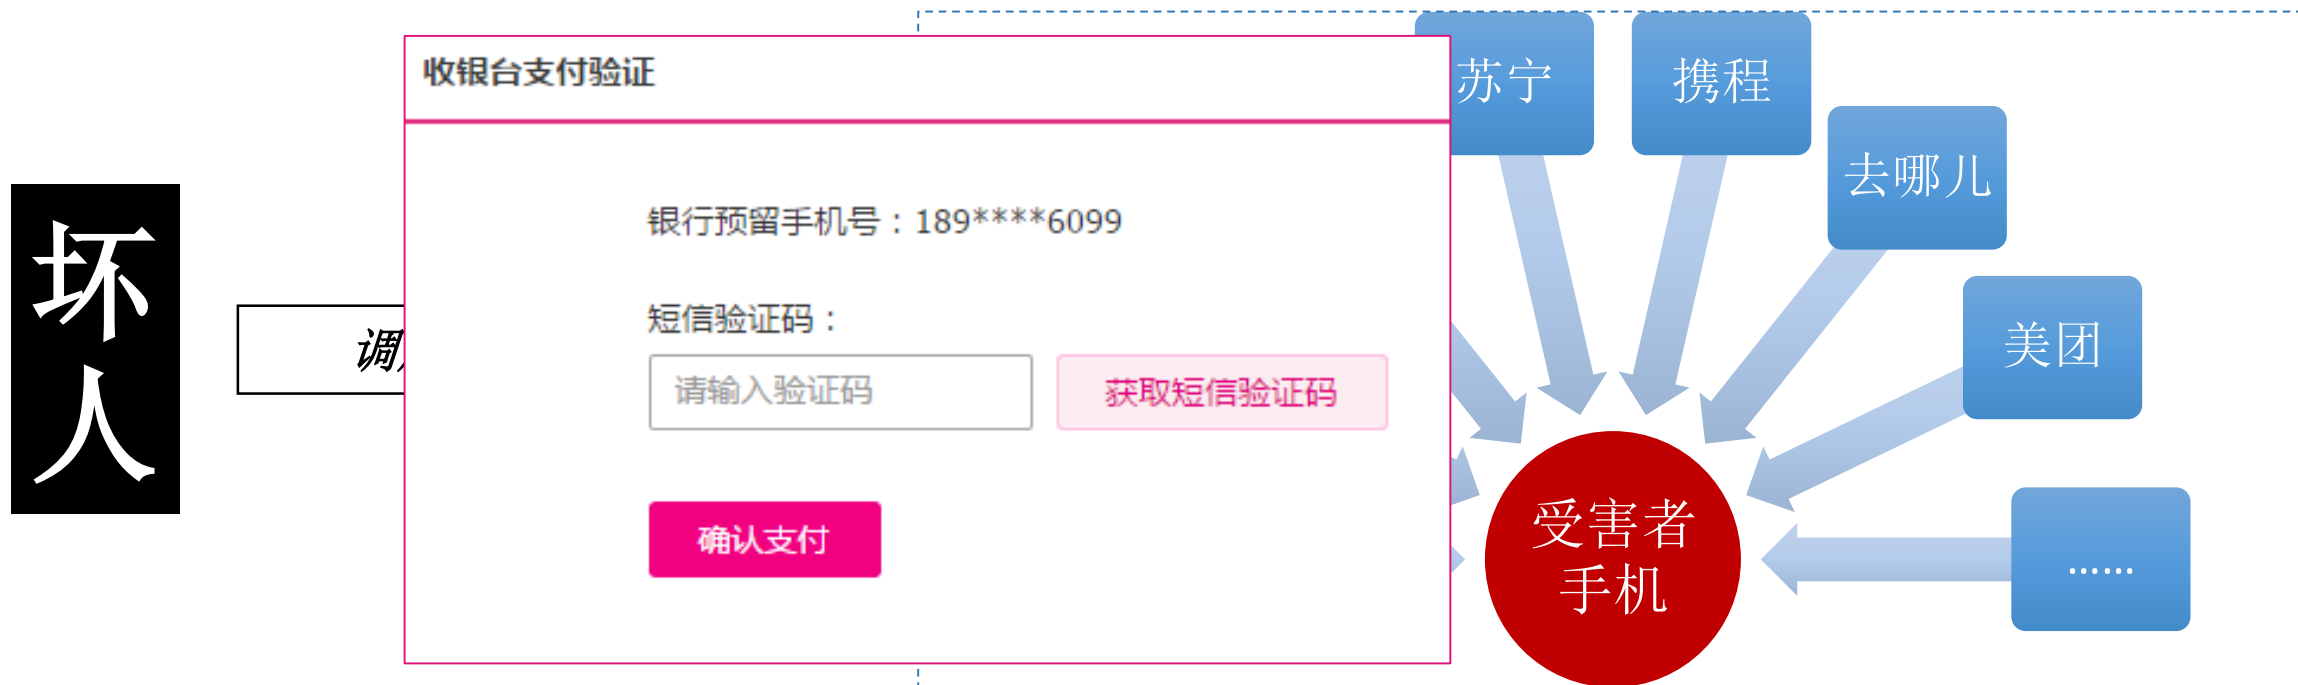 坏人
调
收银台支付验证
银行预留手机号：189****6099
短信验证码：
请输入验证码
获取短信验证码
确认支付
苏宁
携程
去哪儿
美团
……
受害者
手机